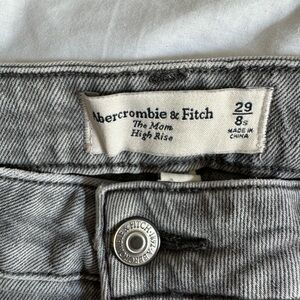 Abercrombie & Fitch
The Mom
High Rise
29
8s
MADE IN
CHINA